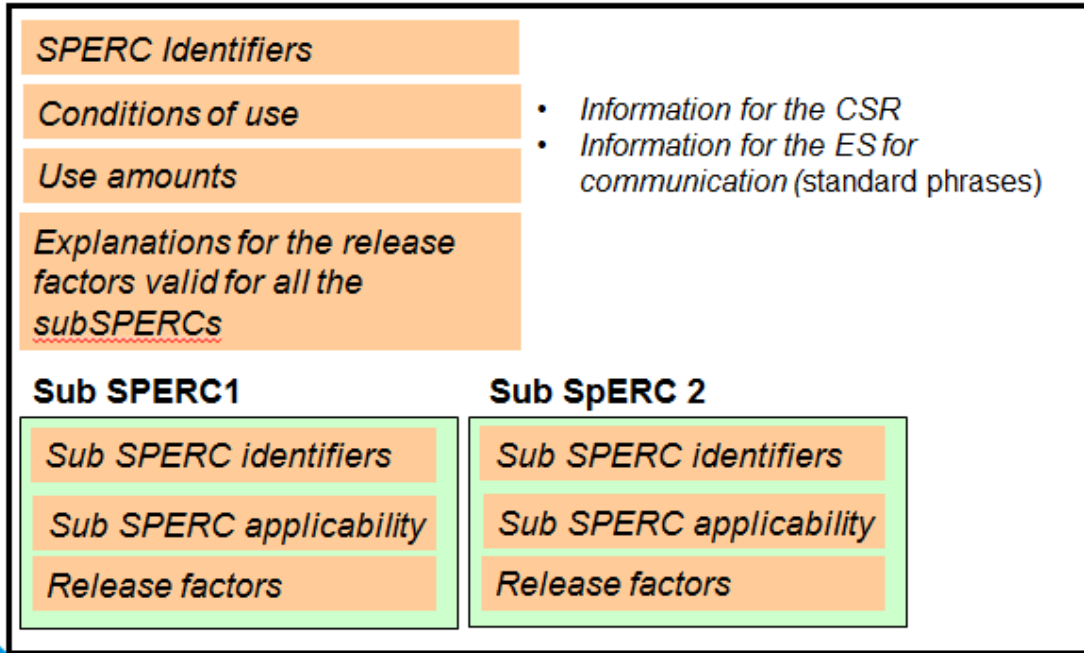 SPERC Identifiers
Conditions of use
Use amounts
Explanations for the release
factors valid for all the
subSPERCs
• Information for the CSR
• Information for the ES for
communication (standard phrases)
Sub SPERC1
Sub SPERC identifiers
Sub SPERC applicability
Release factors
Sub SpERC 2
Sub SPERC identifiers
Sub SPERC applicability
Release factors